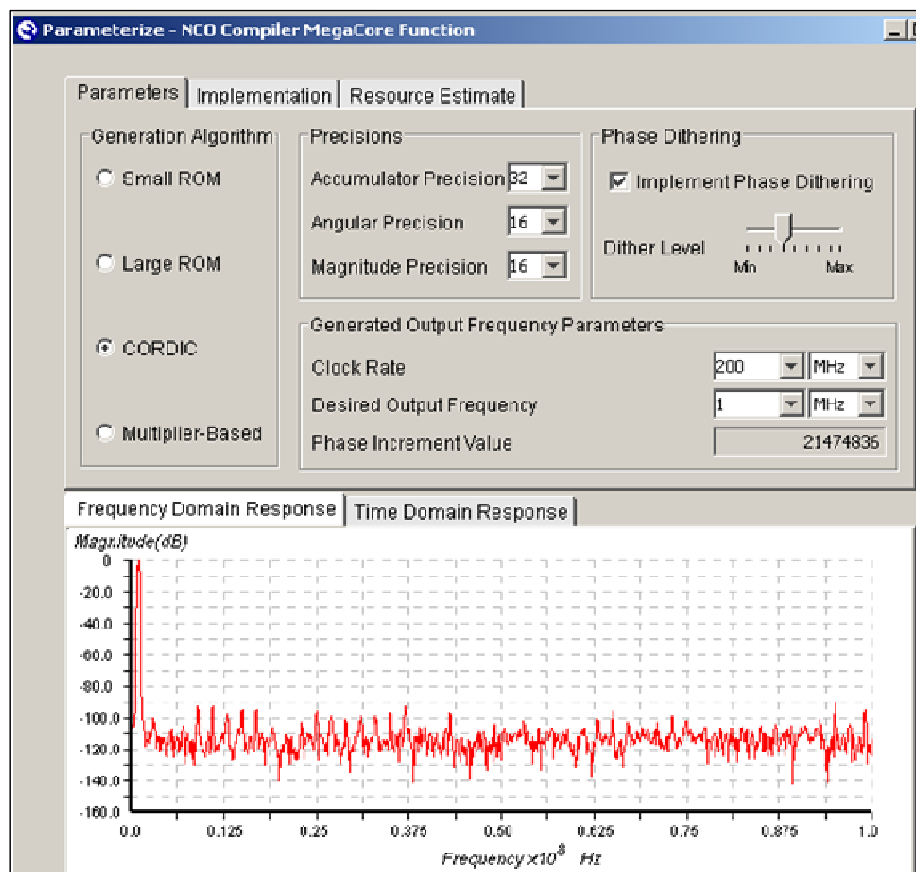 Parameterize - NCO Compiler MegaCore Function
Parameters Implementation Resource Estimate
Generation Algorithm
Small ROM
Large ROM
CORDIC
Multiplier-Based
Precisions
Accumulator Precision 32
Angular Precision 16
Magnitude Precision 16
Phase Dithering
Implement Phase Dithering
Dither Level
Min Max
Generated Output Frequency Parameters
Clock Rate 200 MHz
Desired Output Frequency 1 MHz
Phase Increment Value 21474836
Frequency Domain Response Time Domain Response
Magnitude(dB)
0
-20.0
-40.0
-60.0
-80.0
-100.0
-120.0
-140.0
-160.0
0.0 0.125 0.25 0.375 0.50 0.625 0.75 0.875 1.0
Frequency x10⁸ Hz